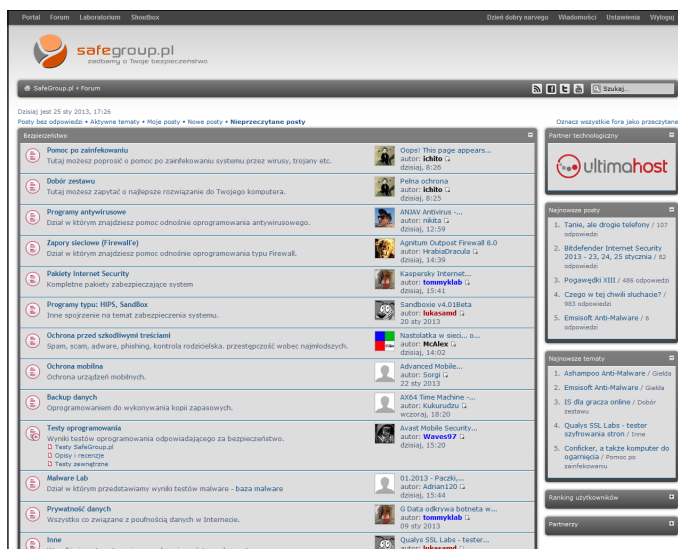 Portal Forum Laboratorium Shoutbox
Dzień dobry narvego Wiadomości Ustawienia Wyloguj
safegroup.pl
zadbamy o Twoje bezpieczeństwo
SafeGroup.pl • Forum
Szukaj...
Dzisiaj jest 25 sty 2013, 17:26
Posty bez odpowiedzi • Aktywne tematy • Moje posty • Nowe posty • Nieprzeczytane posty
Oznacz wszystkie fora jako przeczytane
Bezpieczeństwo
Pomoc po zainfekowaniu
Tutaj możesz poprosić o pomoc po zainfekowaniu systemu przez wirusy, trojany etc.
Oops! This page appears...
autor: ichito
dzisiaj, 8:26
Dobór zestawu
Tutaj możesz zapytać o najlepsze rozwiązanie do Twojego komputera.
Pełna ochrona
autor: ichito
dzisiaj, 8:25
Programy antywirusowe
Dział w którym znajdziesz pomoc odnośnie oprogramowania antywirusowego.
ANJAV Antivirus -...
autor: nikita
dzisiaj, 12:59
Zapory sieciowe (Firewall'e)
Dział w którym znajdziesz pomoc odnośnie oprogramowania typu Firewall.
Agnitum Outpost Firewall 8.0
autor: HrabiaDracula
dzisiaj, 14:39
Pakiety Internet Security
Kompletne pakiety zabezpieczające system
Kaspersky Internet...
autor: tommyklab
dzisiaj, 15:41
Programy typu: HIPS, SandBox
Inne spojrzenie na temat zabezpieczenia systemu.
Sandboxie v4.01Beta
autor: lukasamd
20 sty 2013
Ochrona przed szkodliwymi treściami
Spam, scam, adware, phishing, kontrola rodzicielska. przestępczość wobec najmłodszych.
Nastolatka w sieci... o...
autor: McAlex
dzisiaj, 14:02
Ochrona mobilna
Ochrona urządzeń mobilnych.
Advanced Mobile...
autor: Sorgi
22 sty 2013
Backup danych
Oprogramowaniem do wykonywania kopii zapasowych.
AX64 Time Machine -...
autor: Kukurudzu
wczoraj, 18:20
Testy oprogramowania
Wyniki testów oprogramowania odpowiadającego za bezpieczeństwo.
Testy SafeGroup.pl
Opisy i recenzje
Testy zewnętrzne
Avast Mobile Security...
autor: Waves97
dzisiaj, 15:20
Malware Lab
Dział w którym przedstawiamy wyniki testów malware - baza malware
01.2013 - Paczki,...
autor: Adrian120
dzisiaj, 15:44
Prywatność danych
Wszystko co związane z poufnością danych w Internecie.
G Data odkrywa botneta w...
autor: tommyklab
09 sty 2013
Inne
Qualys SSL Labs - tester...
autor: lukasamd
Partner technologiczny
ultimahost
Najnowsze posty
1. Tanie, ale drogie telefony / 107
odpowiedzi
2. Bitdefender Internet Security
2013 - 23, 24, 25 stycznia / 82
odpowiedzi
3. Pogawędki XIII / 486 odpowiedzi
4. Czego w tej chwili słuchacie? /
983 odpowiedzi
5. Emsisoft Anti-Malware / 6
odpowiedzi
Najnowsze tematy
1. Ashampoo Anti-Malware / Giełda
2. Emsisoft Anti-Malware / Giełda
3. IS dla gracza online / Dobór
zestawu
4. Qualys SSL Labs - tester
szyfrowania stron / Inne
5. Conficker, a także komputer do
ogarnięcia / Pomoc po
zainfekowaniu
Ranking użytkowników
Partnerzy